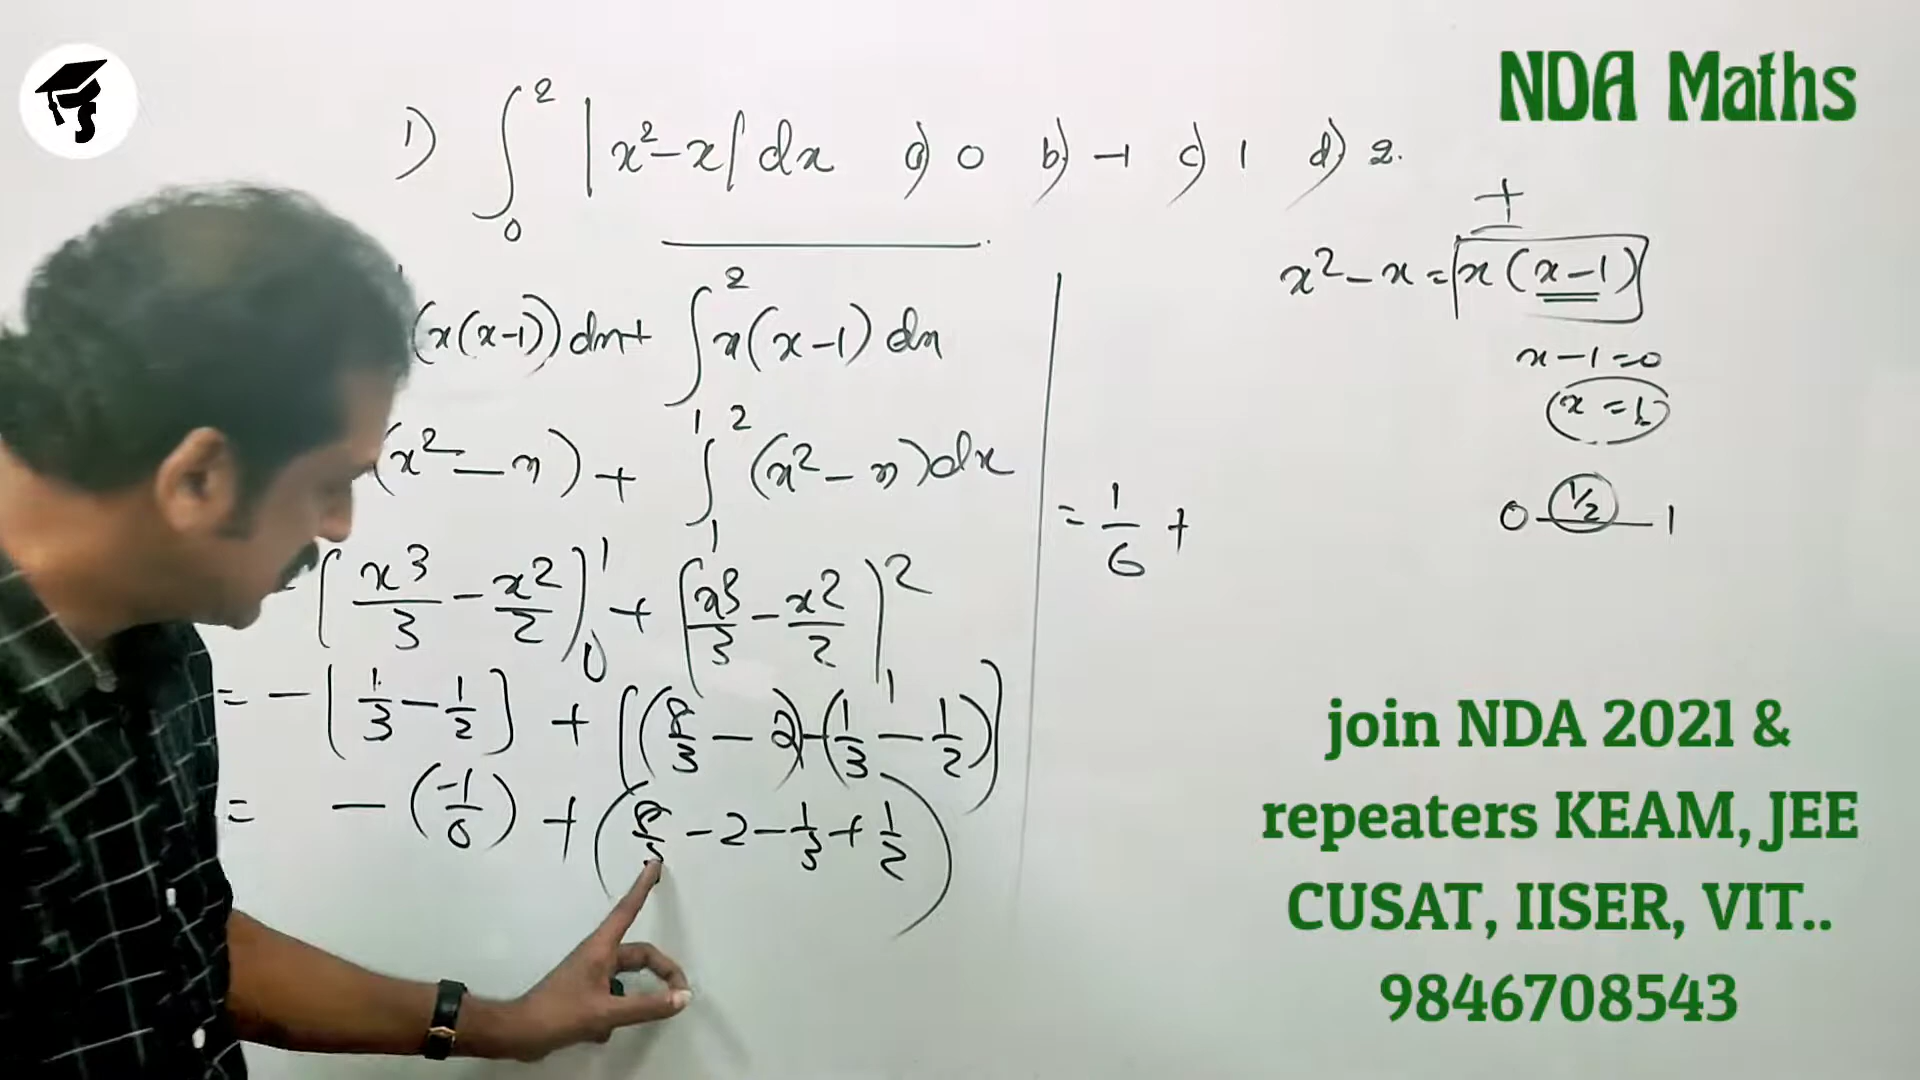 NDA Maths
1) ∫₀² |x²-x| dx a) 0 b) -1 c) 1 d) 2.
(x(x-1)) dx + ∫₁² x(x-1) dx
(x² - x) + ∫₁² (x² - x) dx
[x³/3 - x²/2]₀¹ + [x³/3 - x²/2]₁²
= -[1/3 - 1/2] + [(8/3 - 2) - (1/3 - 1/2)]
= -(-1/6) + (8/3 - 2 - 1/3 + 1/2)
= 1/6 +
+
x² - x = x(x-1)
x-1=0
x=1
0 1/2 1
join NDA 2021 &
repeaters KEAM, JEE
CUSAT, IISER, VIT..
9846708543